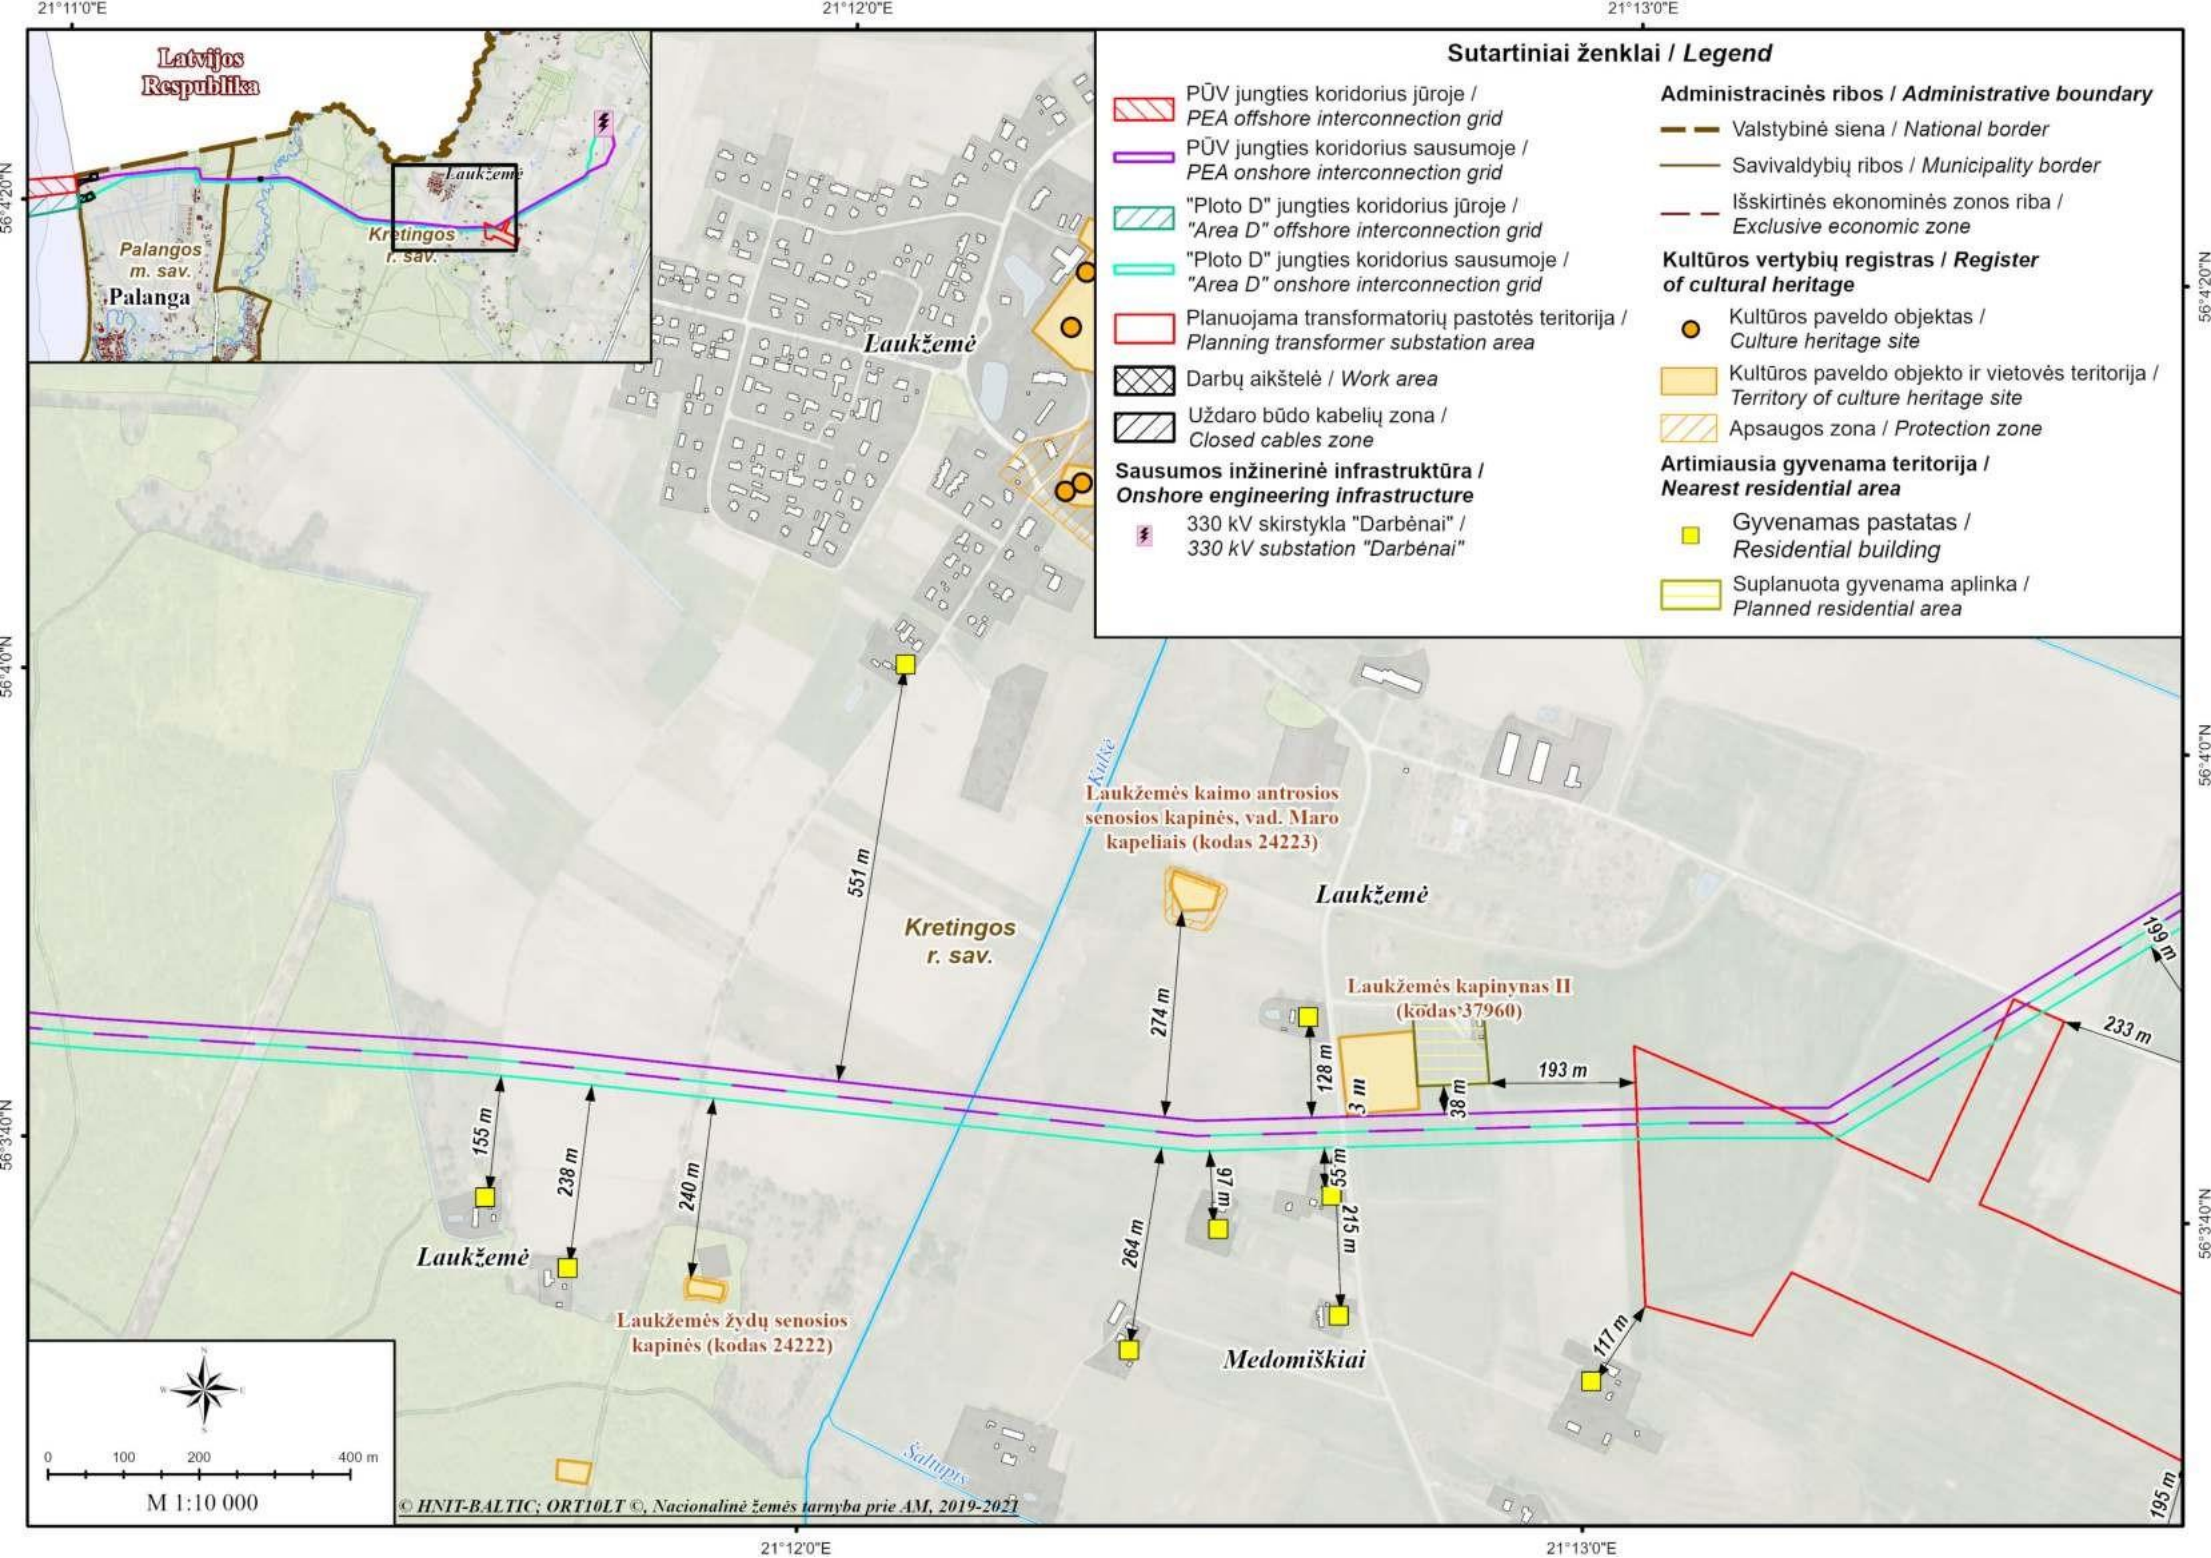 21°11'0"E
21°12'0"E
21°13'0"E
56°4'20"N
56°4'0"N
56°3'40"N
Latvijos
Respublika
Laukžemė
Kretingos
r. sav.
Palangos
m. sav.
Palanga
Sutartiniai ženklai / Legend
PŪV jungties koridorius jūroje /
PEA offshore interconnection grid
PŪV jungties koridorius sausumoje /
PEA onshore interconnection grid
"Ploto D" jungties koridorius jūroje /
"Area D" offshore interconnection grid
"Ploto D" jungties koridorius sausumoje /
"Area D" onshore interconnection grid
Planuojama transformatorių pastotės teritorija /
Planning transformer substation area
Darbų aikštelė / Work area
Uždaro būdo kabelių zona /
Closed cables zone
Sausumos inžinerinė infrastruktūra /
Onshore engineering infrastructure
330 kV skirstykla "Darbėnai" /
330 kV substation "Darbėnai"
Administracinės ribos / Administrative boundary
Valstybinė siena / National border
Savivaldybių ribos / Municipality border
Išskirtinės ekonominės zonos riba /
Exclusive economic zone
Kultūros vertybių registras / Register
of cultural heritage
Kultūros paveldo objektas /
Culture heritage site
Kultūros paveldo objekto ir vietovės teritorija /
Territory of culture heritage site
Apsaugos zona / Protection zone
Artimiausia gyvenama teritorija /
Nearest residential area
Gyvenamas pastatas /
Residential building
Suplanuota gyvenama aplinka /
Planned residential area
56°4'20"N
56°4'0"N
56°3'40"N
Laukžemė
Kulšė
Laukžemės kaimo antrosios
senosios kapinės, vad. Maro
kapeliais (kodas 24223)
551 m
Laukžemė
Kretingos
r. sav.
Laukžemės kapinynas II
(kodas 37960)
274 m
128 m
3 m
38 m
193 m
199 m
233 m
155 m
238 m
240 m
264 m
97 m
55 m
215 m
Laukžemė
Laukžemės žydų senosios
kapinės (kodas 24222)
Medomiškiai
117 m
195 m
Šaltupis
N
W
E
S
0 100 200 400 m
M 1:10 000
© HNIT-BALTIC; ORT10LT ©, Nacionalinė žemės tarnyba prie AM, 2019-2021
21°12'0"E
21°13'0"E